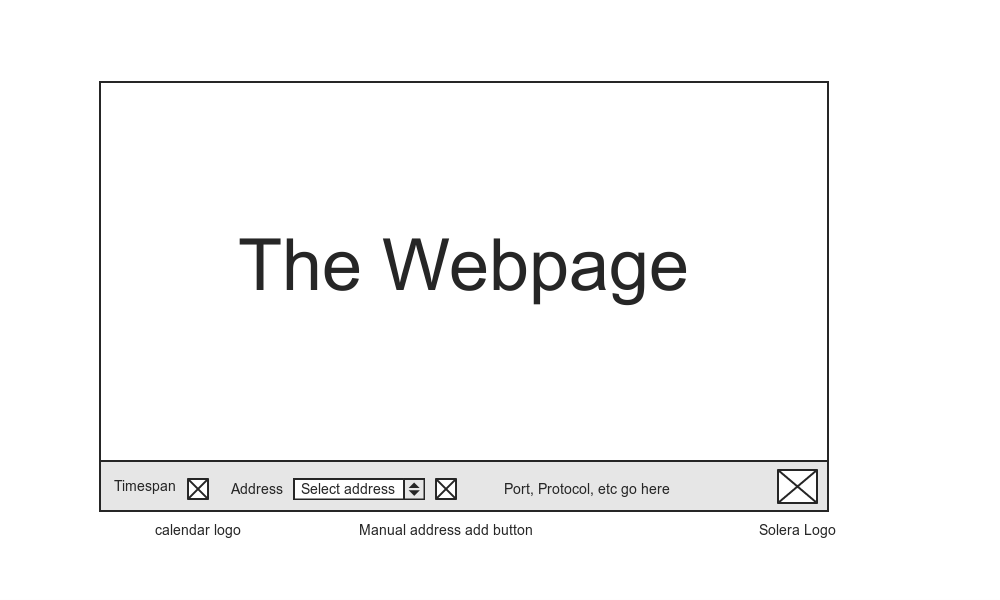 The Webpage
Timespan Address Select address Port, Protocol, etc go here
calendar logo Manual address add button Solera Logo